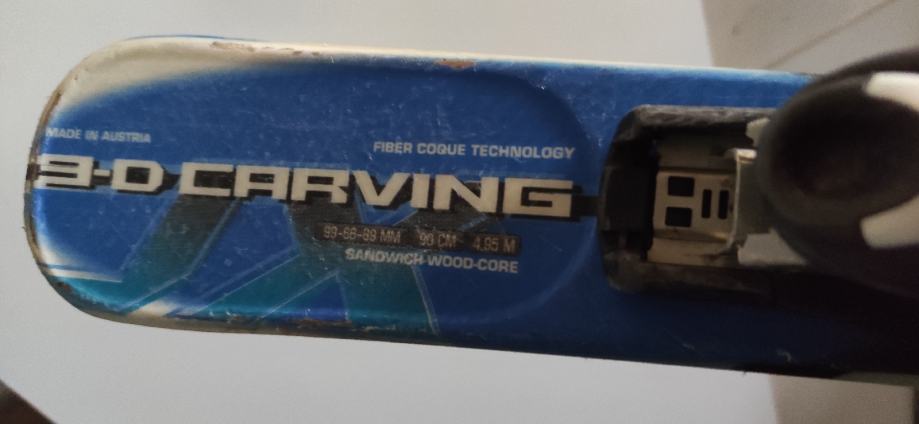 MADE IN AUSTRIA
FIBER COQUE TECHNOLOGY
3-D CARVING
99-66-89 MM 90 CM 4,95 M
SANDWICH WOOD-CORE